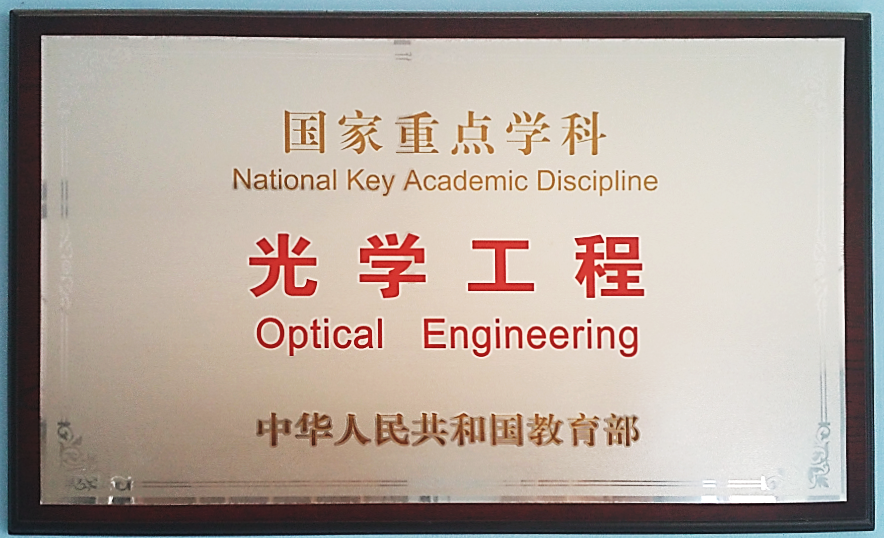 国家重点学科
National Key Academic Discipline
光学工程
Optical Engineering
中华人民共和国教育部